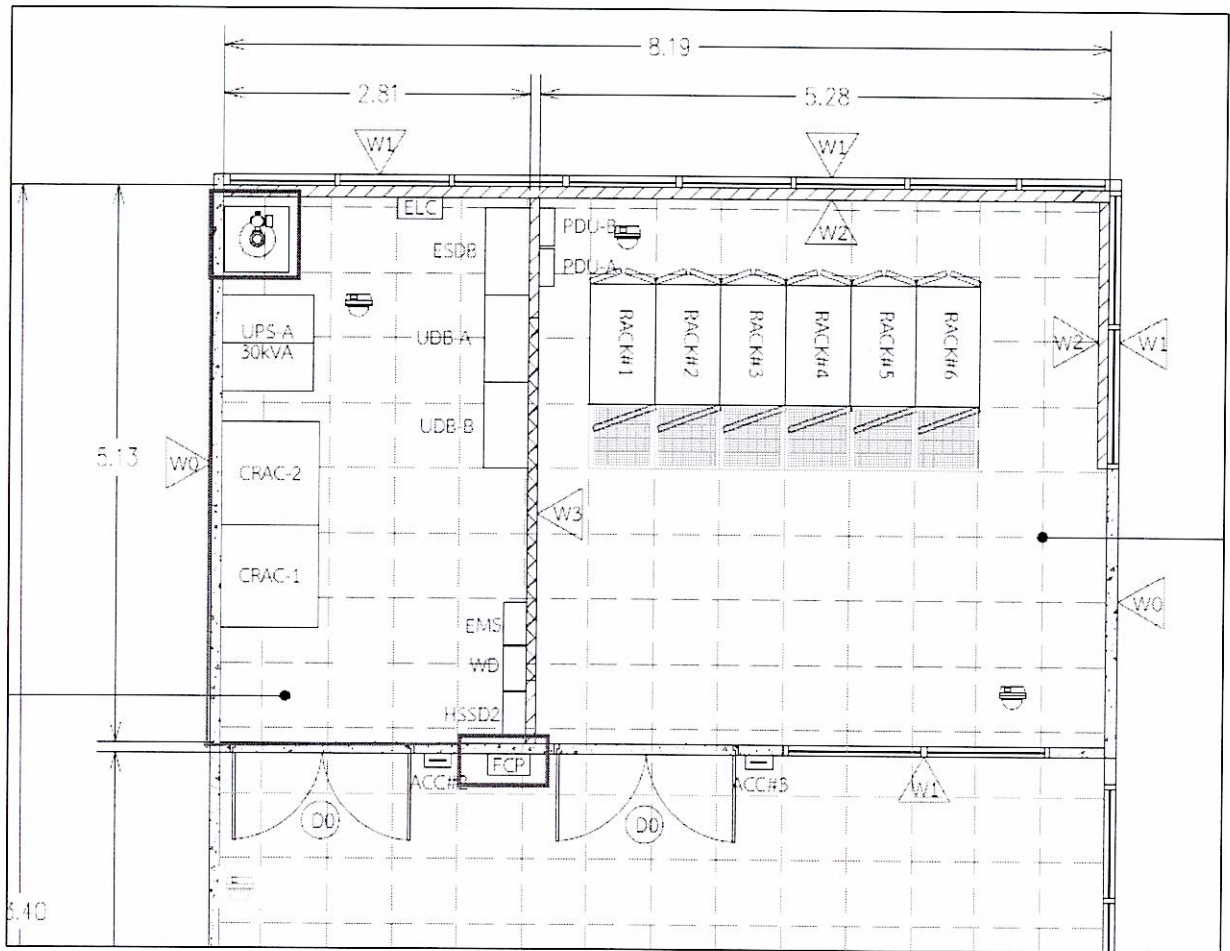 8.19
2.81
5.28
W1
W1
ELC
PDU-B
W2
ESDB
PDU-A
UPS-A
30kVA
UDB-A
RACK#1
RACK#2
RACK#3
RACK#4
RACK#5
RACK#6
W2
W1
UDB-B
5.13
W0
CRAC-2
W3
CRAC-1
W0
EMS
WD
HSSD2
FCP
ACC#2
ACC#3
W1
D0
D0